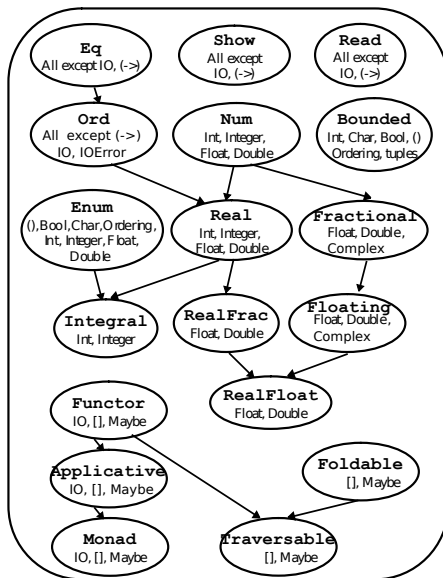 Eq
All except IO, (->)
Show
All except
IO, (->)
Read
All except
IO, (->)
Ord
All except (->)
IO, IOError
Num
Int, Integer,
Float, Double
Bounded
Int, Char, Bool, ()
Ordering, tuples
Enum
(),Bool,Char,Ordering,
Int, Integer, Float,
Double
Real
Int, Integer,
Float, Double
Fractional
Float, Double,
Complex
Integral
Int, Integer
RealFrac
Float, Double
Floating
Float, Double,
Complex
RealFloat
Float, Double
Functor
IO, [], Maybe
Applicative
IO, [], Maybe
Foldable
[], Maybe
Monad
IO, [], Maybe
Traversable
[], Maybe